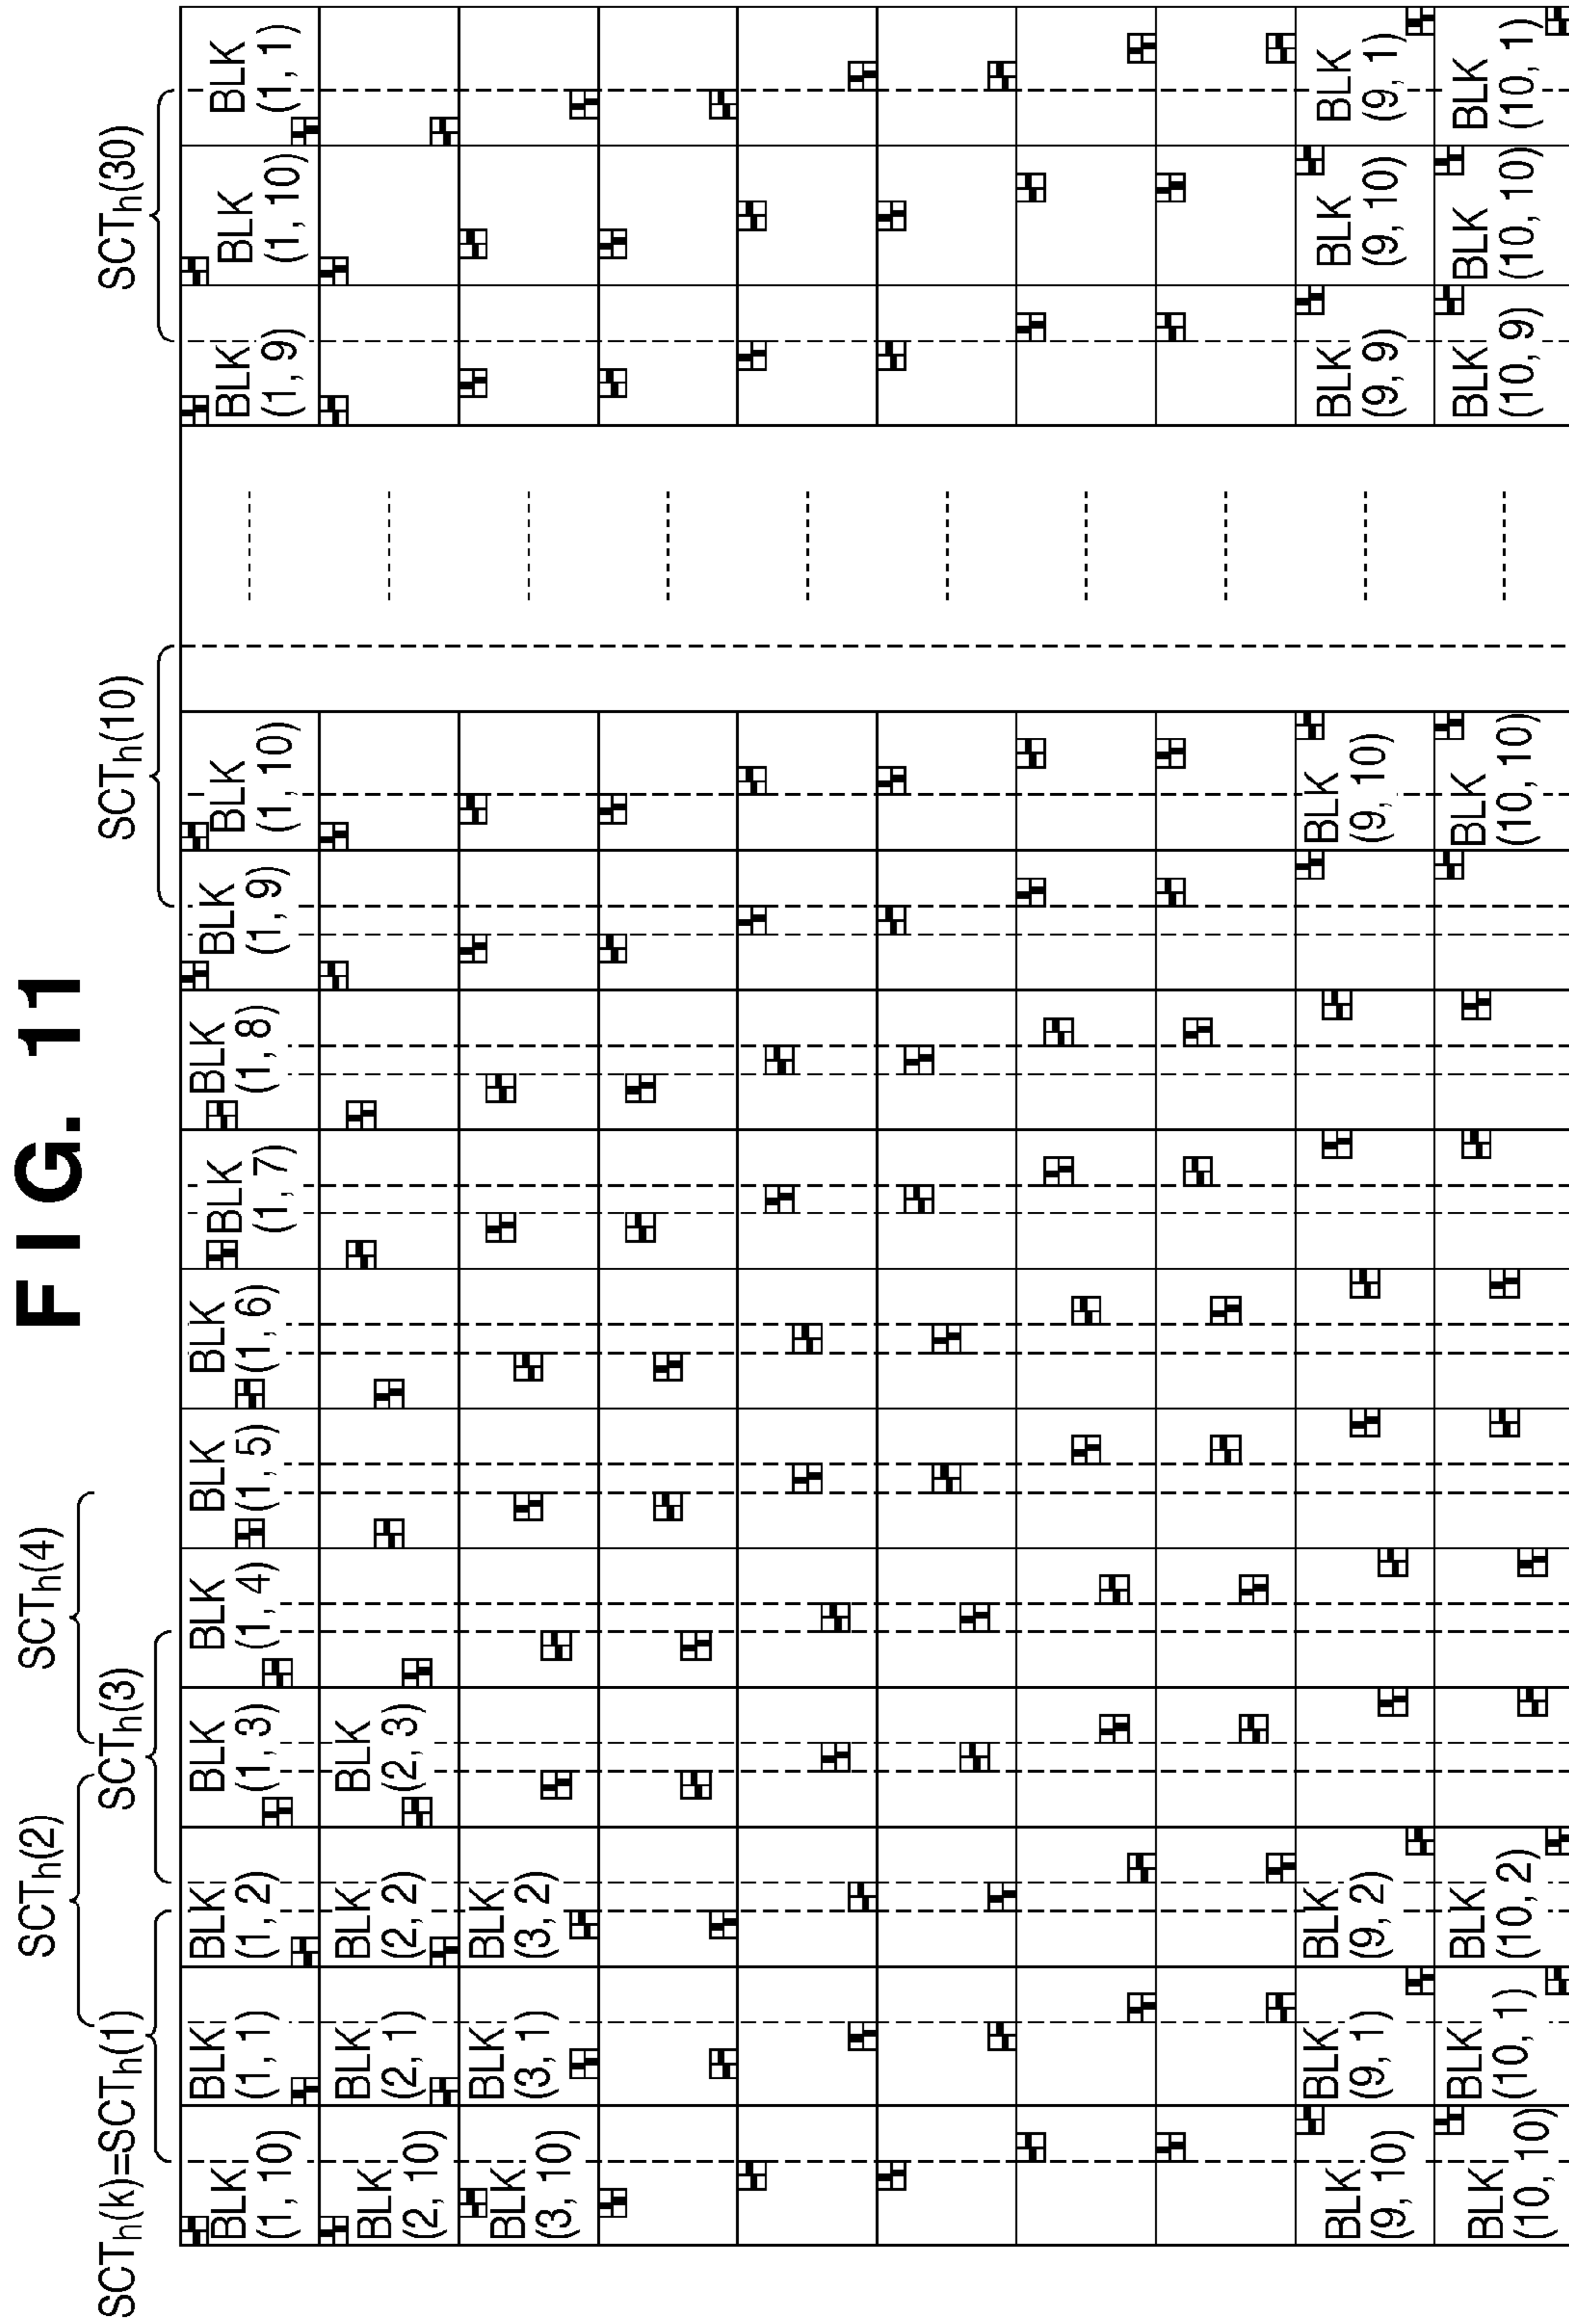 FIG. 11
SCTh(2)
SCTh(4)
SCTh(k)=SCTh(1)
SCTh(3)
SCTh(10)
SCTh(30)
BLK (1, 10)
BLK (1, 1)
BLK (1, 2)
BLK (1, 3)
BLK (1, 4)
BLK (1, 5)
BLK (1, 6)
BLK (1, 7)
BLK (1, 8)
BLK (1, 9)
BLK (1, 10)
BLK (1, 9)
BLK (1, 10)
BLK (1, 1)
BLK (2, 10)
BLK (2, 1)
BLK (2, 2)
BLK (2, 3)
BLK (3, 10)
BLK (3, 1)
BLK (3, 2)
BLK (9, 10)
BLK (9, 1)
BLK (9, 2)
BLK (9, 10)
BLK (9, 9)
BLK (9, 10)
BLK (9, 1)
BLK (10, 10)
BLK (10, 1)
BLK (10, 2)
BLK (10, 10)
BLK (10, 9)
BLK (10, 10)
BLK (10, 1)